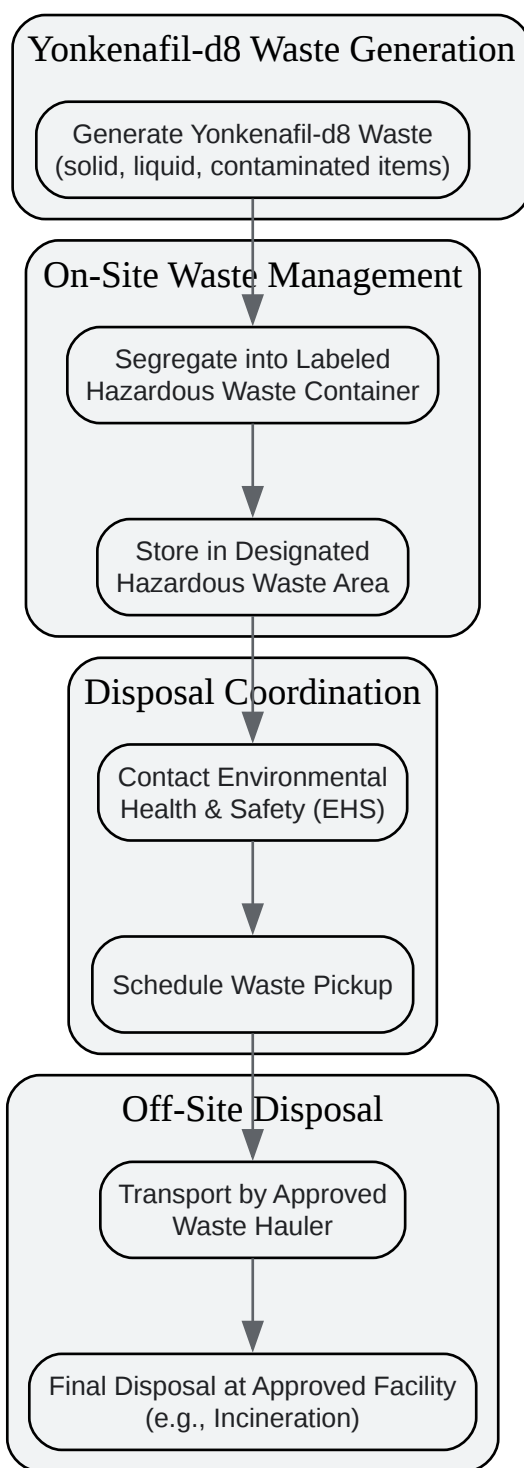 Yonkenafil-d8 Waste Generation
Generate Yonkenafil-d8 Waste
(solid, liquid, contaminated items)
On-Site Waste Management
Segregate into Labeled
Hazardous Waste Container
Store in Designated
Hazardous Waste Area
Disposal Coordination
Contact Environmental
Health & Safety (EHS)
Schedule Waste Pickup
Off-Site Disposal
Transport by Approved
Waste Hauler
Final Disposal at Approved Facility
(e.g., Incineration)